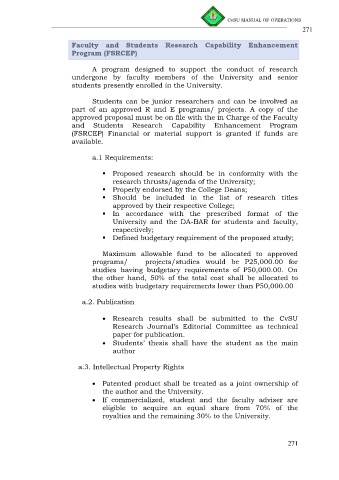 CvSU MANUAL OF OPERATIONS
271
Faculty and Students Research Capability Enhancement
Program (FSRCEP)
A program designed to support the conduct of research
undergone by faculty members of the University and senior
students presently enrolled in the University.
Students can be junior researchers and can be involved as
part of an approved R and E programs/ projects. A copy of the
approved proposal must be on file with the in Charge of the Faculty
and Students Research Capability Enhancement Program
(FSRCEP) Financial or material support is granted if funds are
available.
a.1 Requirements:
▪ Proposed research should be in conformity with the
research thrusts/agenda of the University;
▪ Properly endorsed by the College Deans;
▪ Should be included in the list of research titles
approved by their respective College;
▪ In accordance with the prescribed format of the
University and the DA-BAR for students and faculty,
respectively;
▪ Defined budgetary requirement of the proposed study;
Maximum allowable fund to be allocated to approved
programs/ projects/studies would be P25,000.00 for
studies having budgetary requirements of P50,000.00. On
the other hand, 50% of the total cost shall be allocated to
studies with budgetary requirements lower than P50,000.00
a.2. Publication
• Research results shall be submitted to the CvSU
Research Journal's Editorial Committee as technical
paper for publication.
• Students' thesis shall have the student as the main
author
a.3. Intellectual Property Rights
• Patented product shall be treated as a joint ownership of
the author and the University.
• If commercialized, student and the faculty adviser are
eligible to acquire an equal share from 70% of the
royalties and the remaining 30% to the University.
271